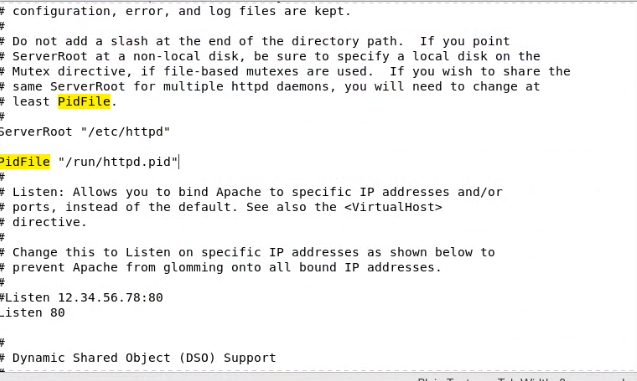 # configuration, error, and log files are kept.
#
# Do not add a slash at the end of the directory path.  If you point
# ServerRoot at a non-local disk, be sure to specify a local disk on the
# Mutex directive, if file-based mutexes are used.  If you wish to share the
# same ServerRoot for multiple httpd daemons, you will need to change at
# least PidFile.
#
ServerRoot "/etc/httpd"
PidFile "/run/httpd.pid"
#
# Listen: Allows you to bind Apache to specific IP addresses and/or
# ports, instead of the default. See also the <VirtualHost>
# directive.
#
# Change this to Listen on specific IP addresses as shown below to
# prevent Apache from glomming onto all bound IP addresses.
#
#Listen 12.34.56.78:80
Listen 80
#
# Dynamic Shared Object (DSO) Support
#